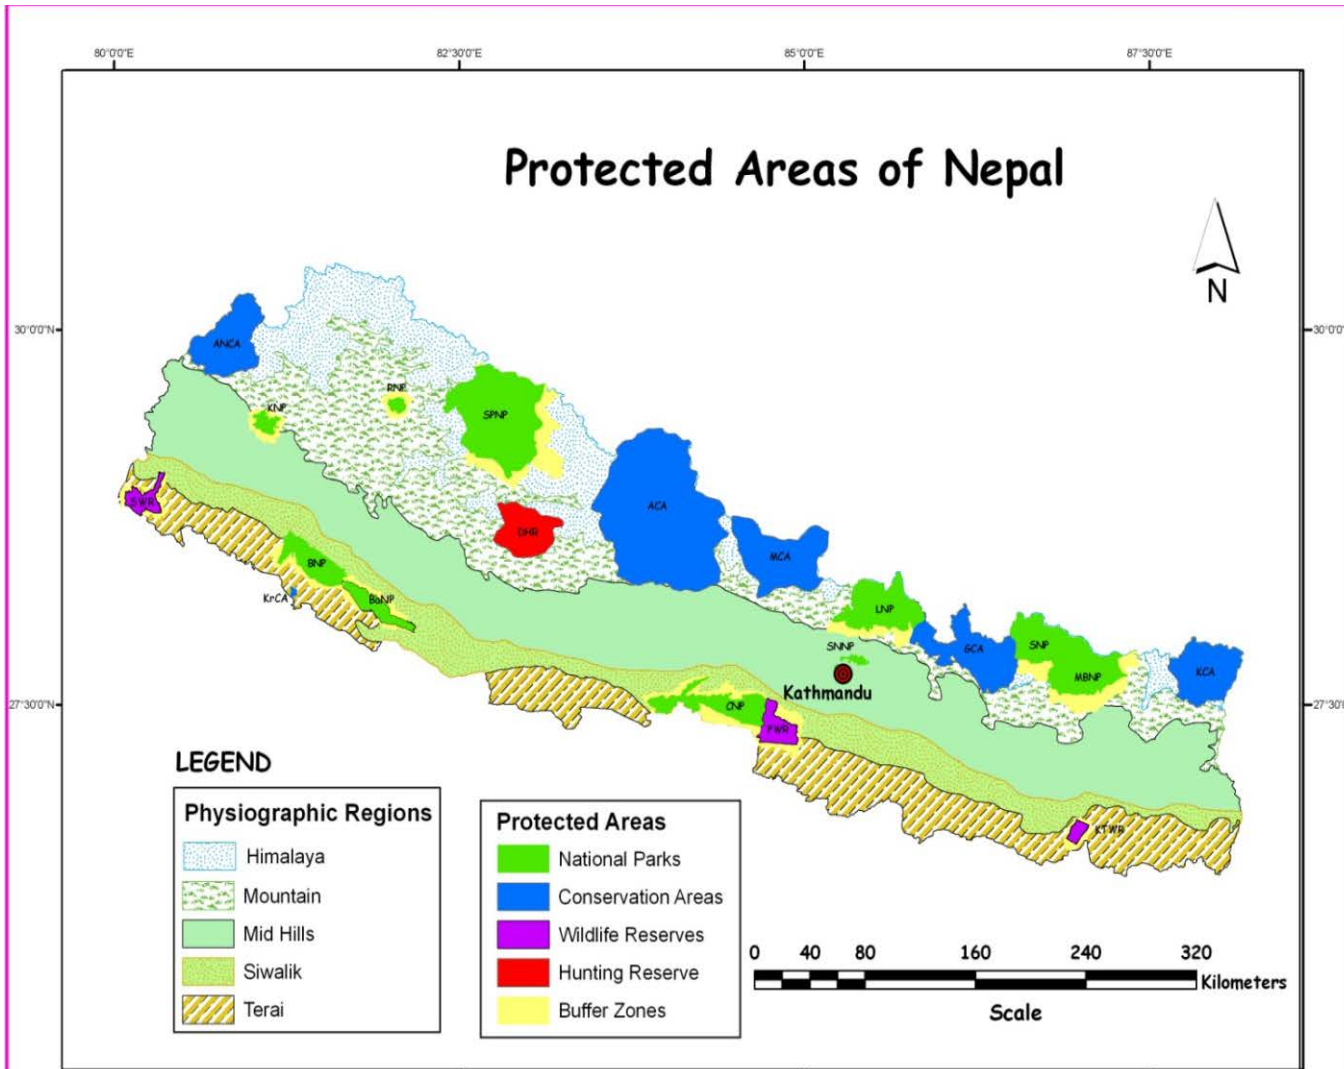 80°0'0"E 82°30'0"E 85°0'0"E 87°30'0"E
Protected Areas of Nepal
N
30°0'0"N 30°0'0"N
ANCA
RNP
KNP
SPNP
ACA
SWR
DHR
MCA
BNP
KrCA
BaNP
LNP
SNNP
GCA
SNP
MBNP
KCA
Kathmandu
CNP
27°30'0"N 27°30'
PWR
KTWR
LEGEND
Physiographic Regions
Himalaya
Mountain
Mid Hills
Siwalik
Terai
Protected Areas
National Parks
Conservation Areas
Wildlife Reserves
Hunting Reserve
Buffer Zones
0 40 80 160 240 320
Kilometers
Scale